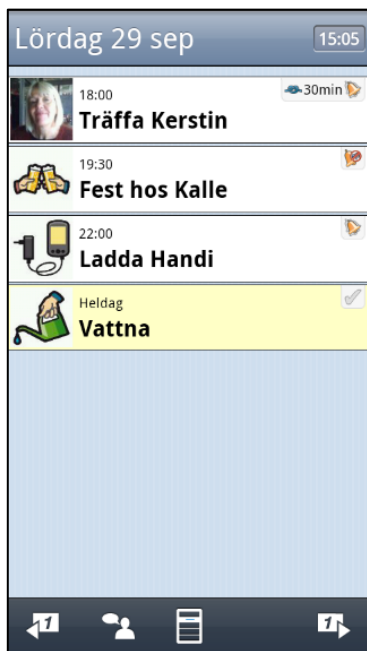 Lördag 29 sep
15:05
18:00
30min
Träffa Kerstin
19:30
Fest hos Kalle
22:00
Ladda Handi
Heldag
Vattna
1
1